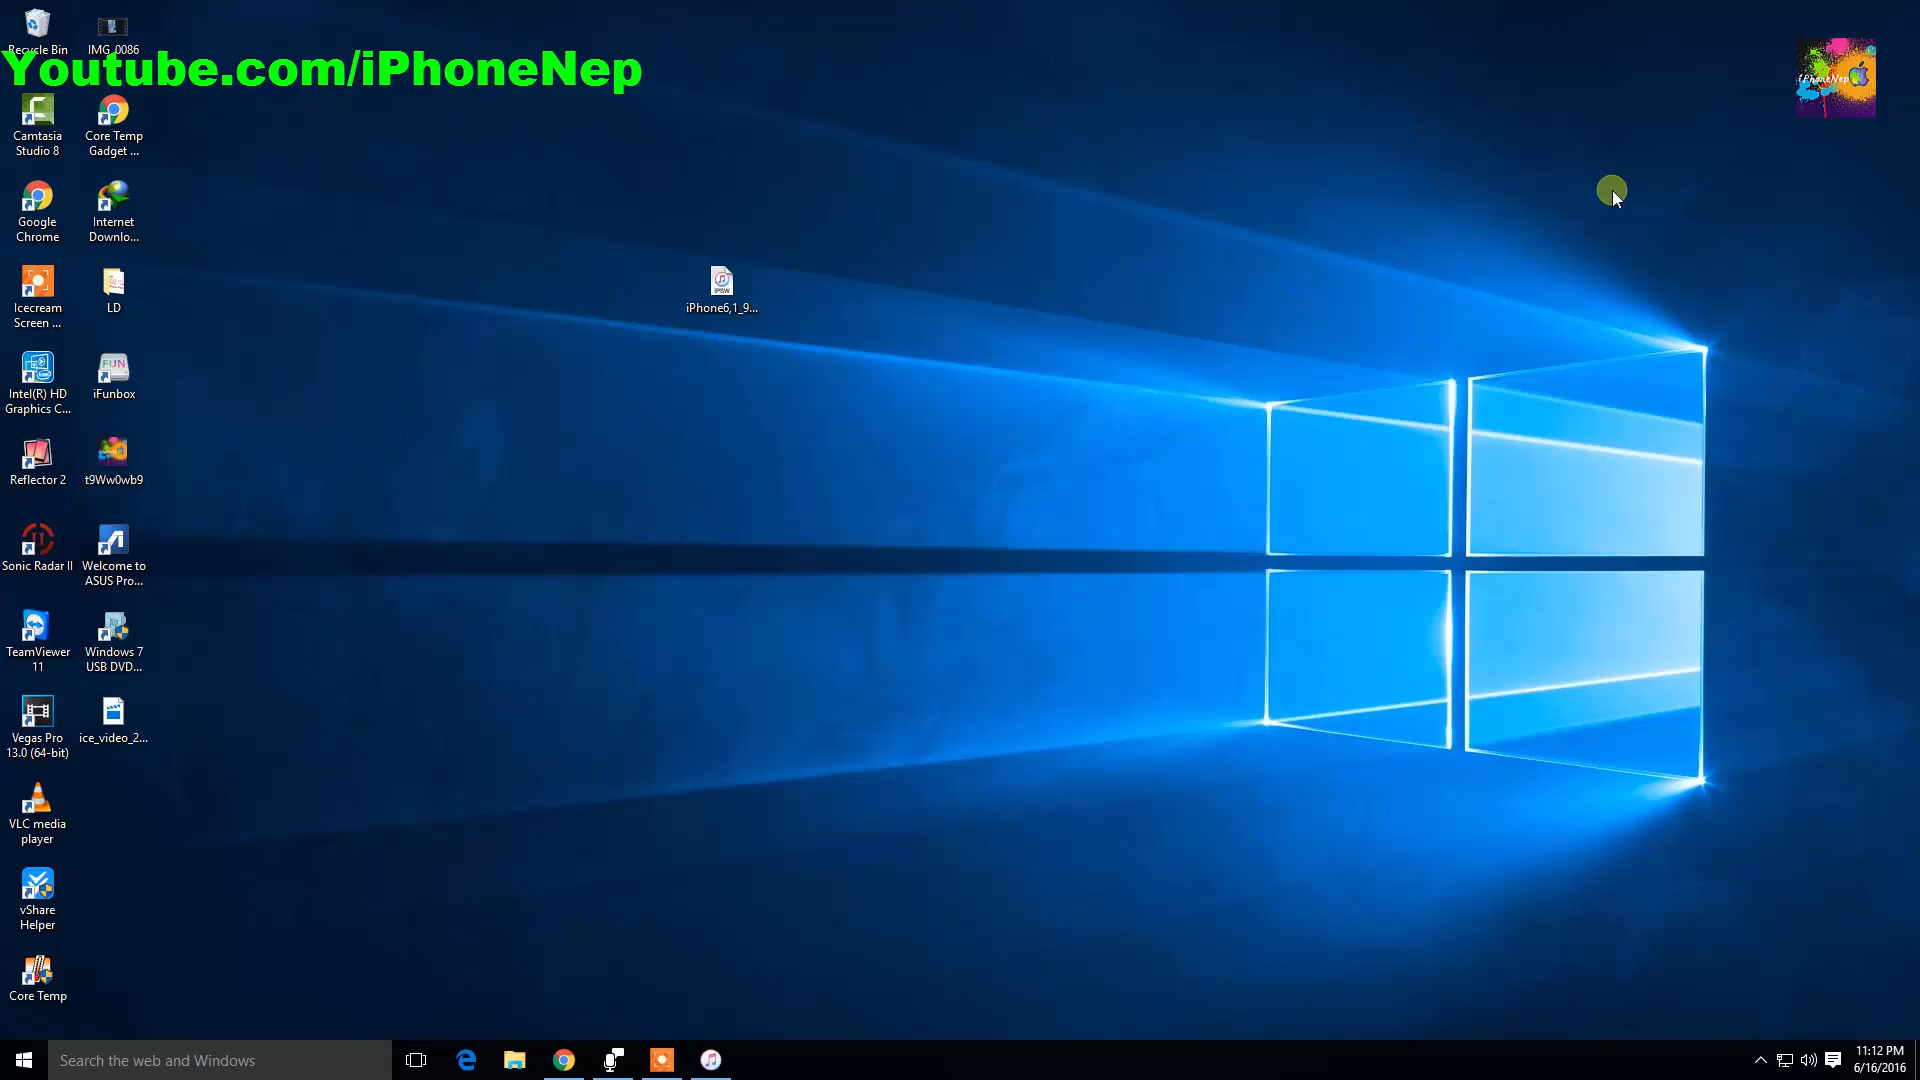 Recycle Bin
IMG_0086
Youtube.com/iPhoneNep
iPhoneNep
Camtasia
Studio 8
Core Temp
Gadget ...
Google
Chrome
Internet
Downlo...
Icecream
Screen ...
LD
IPSW
iPhone6,1_9...
Intel(R) HD
Graphics C...
FUN
iFunbox
Reflector 2
t9Ww0wb9
Sonic Radar II
Welcome to
ASUS Pro...
TeamViewer
11
Windows 7
USB DVD...
Vegas Pro
13.0 (64-bit)
ice_video_2...
VLC media
player
vShare
Helper
Core Temp
Search the web and Windows
11:12 PM
6/16/2016